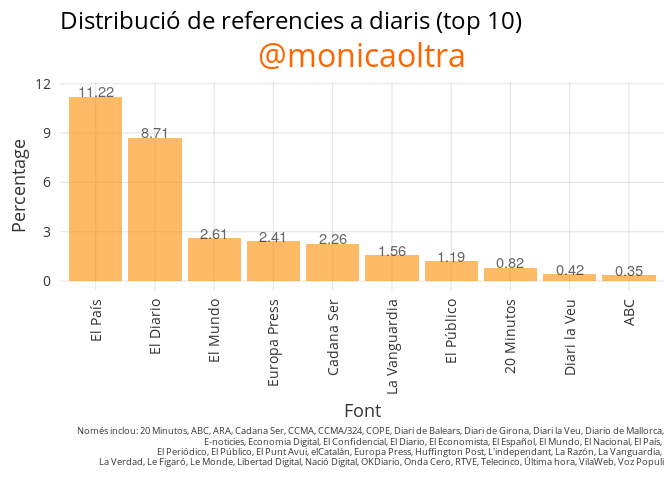 Distribució de referencies a diaris (top 10)
@monicaoltra
12
9
6
3
0
Percentage
11.22
8.71
2.61
2.41
2.26
1.56
1.19
0.82
0.42
0.35
El País
El Diario
El Mundo
Europa Press
Cadana Ser
La Vanguardia
El Público
20 Minutos
Diari la Veu
ABC
Font
Només inclou: 20 Minutos, ABC, ARA, Cadana Ser, CCMA, CCMA/324, COPE, Diari de Balears, Diari de Girona, Diari la Veu, Diario de Mallorca,
E-noticies, Economia Digital, El Confidencial, El Diario, El Economista, El Español, El Mundo, El Nacional, El País,
El Periódico, El Público, El Punt Avui, elCatalán, Europa Press, Huffington Post, L'independant, La Razón, La Vanguardia,
La Verdad, Le Figaró, Le Monde, Libertad Digital, Nació Digital, OKDiario, Onda Cero, RTVE, Telecinco, Última hora, VilaWeb, Voz Populi